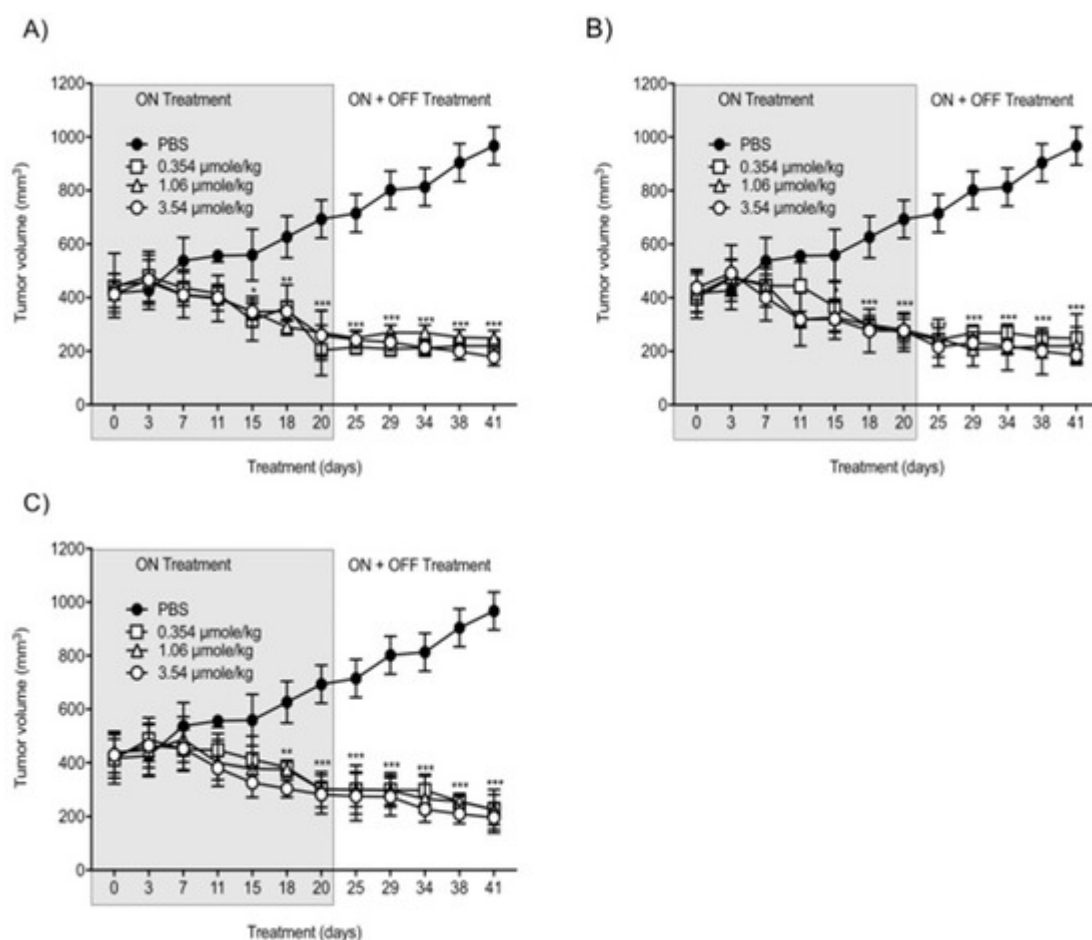 A)
1200
1000
800
600
400
200
0
Tumor volume (mm³)
ON Treatment
ON + OFF Treatment
PBS
0.354 µmole/kg
1.06 µmole/kg
3.54 µmole/kg
*
**
***
***
***
***
***
***
0 3 7 11 15 18 20 25 29 34 38 41
Treatment (days)
B)
1200
1000
800
600
400
200
0
Tumor volume (mm³)
ON Treatment
ON + OFF Treatment
PBS
0.354 µmole/kg
1.06 µmole/kg
3.54 µmole/kg
***
***
***
***
***
***
0 3 7 11 15 18 20 25 29 34 38 41
Treatment (days)
C)
1200
1000
800
600
400
200
0
Tumor volume (mm³)
ON Treatment
ON + OFF Treatment
PBS
0.354 µmole/kg
1.06 µmole/kg
3.54 µmole/kg
**
***
***
***
***
***
***
0 3 7 11 15 18 20 25 29 34 38 41
Treatment (days)